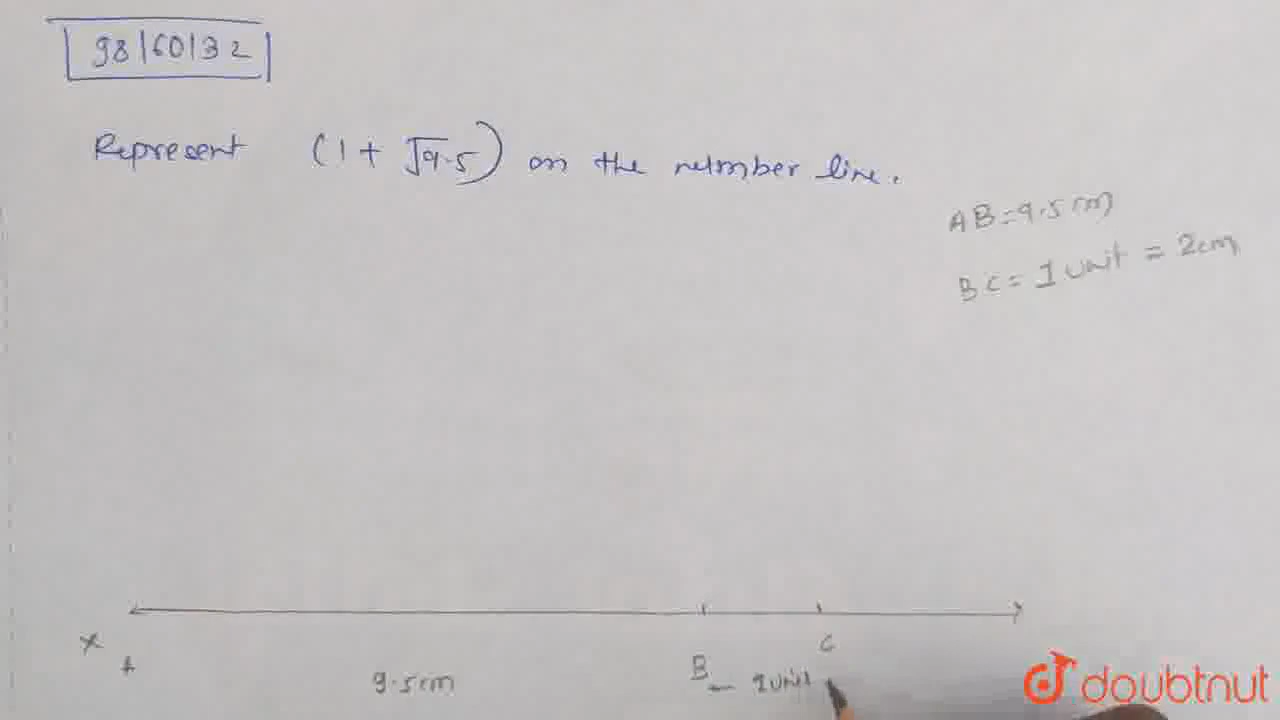 98160132
Represent (1 + √9.5) on the number line.
AB = 9.5 cm
BC = 1 unit = 2cm
X
A
9.5cm
B
1 unit
C
doubtnut